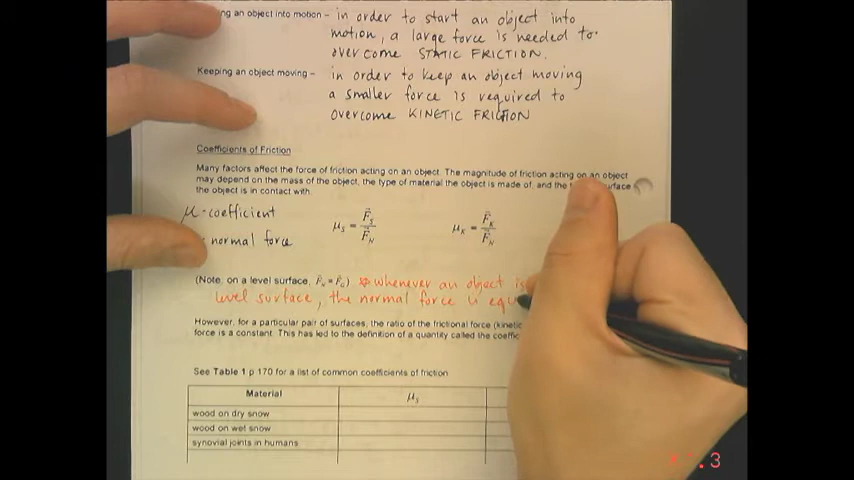 ng an object into motion - in order to start an object into
motion, a large force is needed to
overcome STATIC FRICTION.
Keeping an object moving - in order to keep an object moving
a smaller force is required to
overcome KINETIC FRICTION
Coefficients of Friction
Many factors affect the force of friction acting on an object. The magnitude of friction acting on an object
may depend on the mass of the object, the type of material the object is made of, and the surface
the object is in contact with.
μ - coefficient
normal force
μS = F⃗S / F⃗N
μK = F⃗K / F⃗N
(Note: on a level surface, F⃗N = F⃗G) whenever an object is
level surface, the normal force is equ
However, for a particular pair of surfaces, the ratio of the frictional force (kinetic
force is a constant. This has led to the definition of a quantity called the coeffic
See Table 1 p 170 for a list of common coefficients of friction
Material μS
wood on dry snow
wood on wet snow
synovial joints in humans
.3